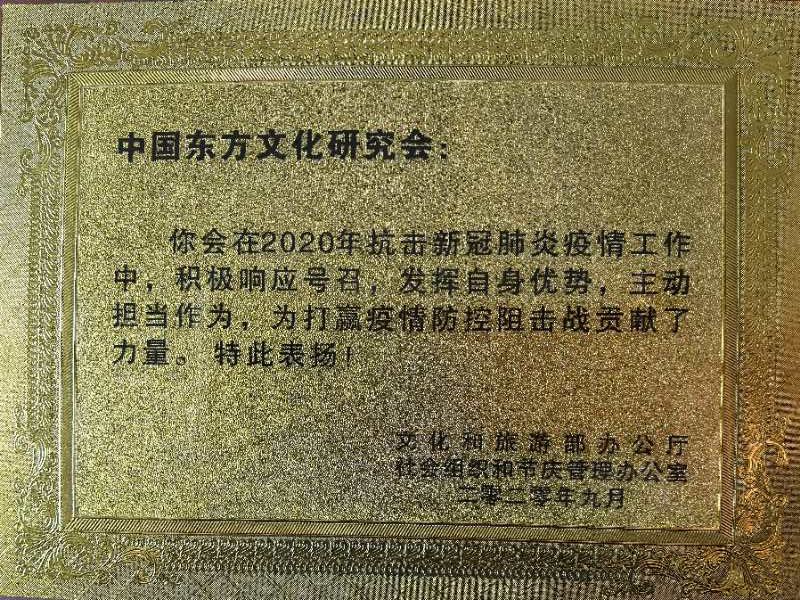 中国东方文化研究会：
你会在2020年抗击新冠肺炎疫情工作
中，积极响应号召，发挥自身优势，主动
担当作为，为打赢疫情防控阻击战贡献了
力量。特此表扬！
文化和旅游部办公厅
社会组织和节庆管理办公室
二零二零年九月